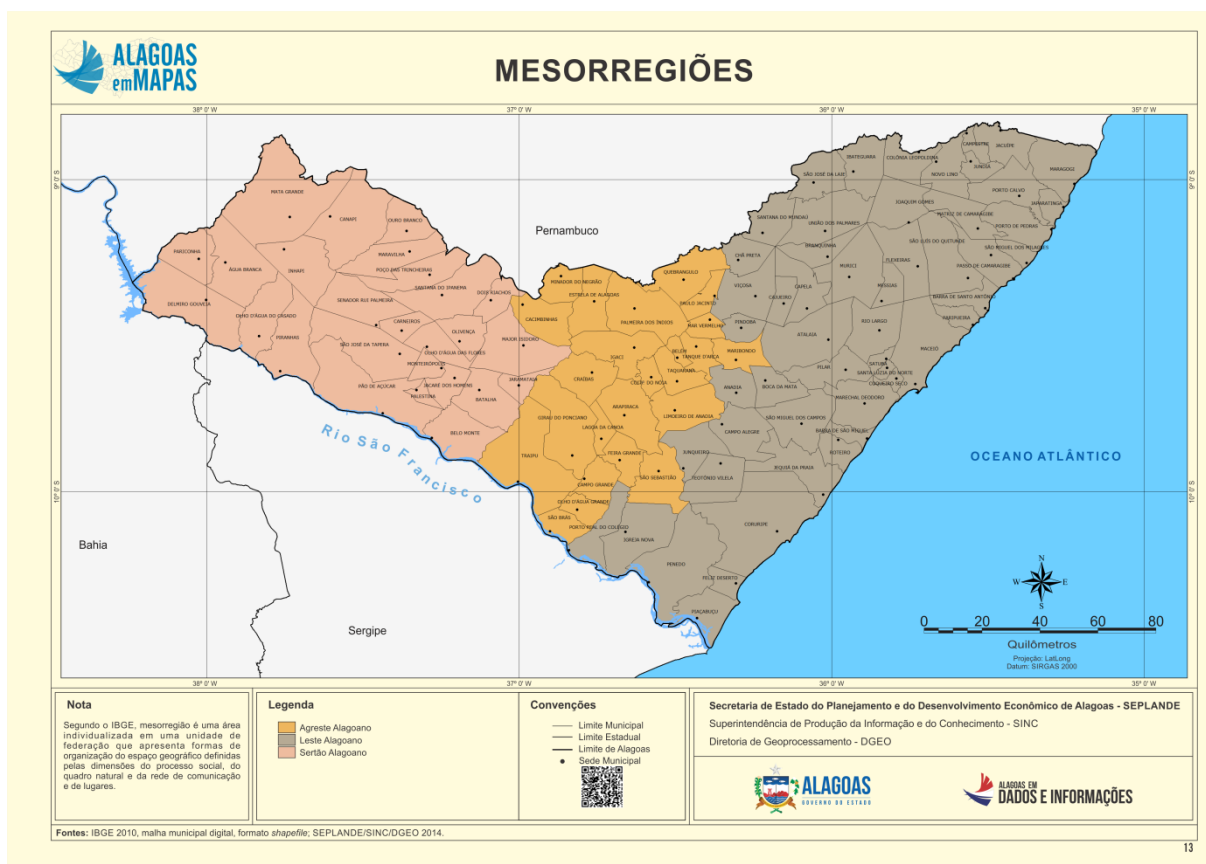 ALAGOAS
emMAPAS
MESORREGIÕES
38° 0' W
37° 0' W
36° 0' W
35° 0' W
9° 0' S
9° 0' S
10° 0' S
10° 0' S
Pernambuco
Bahia
Sergipe
Rio São Francisco
OCEANO ATLÂNTICO
MATA GRANDE
CANAPI
OURO BRANCO
PARICONHA
ÁGUA BRANCA
INHAPI
MARAVILHA
POÇO DAS TRINCHEIRAS
SANTANA DO IPANEMA
DOIS RIACHOS
DELMIRO GOUVEIA
OLHO D'ÁGUA DO CASADO
SENADOR RUI PALMEIRA
PIRANHAS
CARNEIROS
OLIVENÇA
MAJOR ISIDORO
SÃO JOSÉ DA TAPERA
OLHO D'ÁGUA DAS FLORES
MONTEIRÓPOLIS
PÃO DE AÇÚCAR
JACARÉ DOS HOMENS
PALESTINA
BATALHA
JARAMATAIA
BELO MONTE
MINADOR DO NEGRÃO
ESTRELA DE ALAGOAS
CACIMBINHAS
PALMEIRA DOS ÍNDIOS
QUEBRANGULO
PAULO JACINTO
MAR VERMELHO
IGACI
BELÉM
TANQUE D'ARCA
MARIBONDO
TAQUARANA
CRAÍBAS
COITÉ DO NÓIA
ARAPIRACA
LIMOEIRO DE ANADIA
GIRAU DO PONCIANO
LAGOA DA CANOA
TRAIPU
FEIRA GRANDE
SÃO SEBASTIÃO
CAMPO GRANDE
OLHO D'ÁGUA GRANDE
SÃO BRÁS
PORTO REAL DO COLÉGIO
IGREJA NOVA
PENEDO
FELIZ DESERTO
PIAÇABUÇU
CORURIPE
JUNQUEIRO
TEOTÔNIO VILELA
JEQUIÁ DA PRAIA
CAMPO ALEGRE
SÃO MIGUEL DOS CAMPOS
BARRA DE SÃO MIGUEL
ROTEIRO
ANADIA
BOCA DA MATA
MARECHAL DEODORO
PILAR
SATUBA
SANTA LUZIA DO NORTE
COQUEIRO SECO
MACEIÓ
RIO LARGO
ATALAIA
PINDOBA
VIÇOSA
CAJUEIRO
CAPELA
CHÃ PRETA
BRANQUINHA
MURICI
MESSIAS
FLEXEIRAS
SANTANA DO MUNDAÚ
UNIÃO DOS PALMARES
SÃO JOSÉ DA LAJE
IBATEGUARA
COLÔNIA LEOPOLDINA
NOVO LINO
CAMPESTRE
JACUÍPE
JUNDIÁ
MARAGOGI
PORTO CALVO
JAPARATINGA
JOAQUIM GOMES
MATRIZ DE CAMARAGIBE
PORTO DE PEDRAS
SÃO LUÍS DO QUITUNDE
SÃO MIGUEL DOS MILAGRES
PASSO DE CAMARAGIBE
BARRA DE SANTO ANTÔNIO
PARIPUEIRA
N
W E
S
0 20 40 60 80
Quilômetros
Projeção: LatLong
Datum: SIRGAS 2000
38° 0' W
37° 0' W
36° 0' W
35° 0' W
Nota
Segundo o IBGE, mesorregião é uma área
individualizada em uma unidade de
federação que apresenta formas de
organização do espaço geográfico definidas
pelas dimensões do processo social, do
quadro natural e da rede de comunicação
e de lugares.
Legenda
Agreste Alagoano
Leste Alagoano
Sertão Alagoano
Convenções
Limite Municipal
Limite Estadual
Limite de Alagoas
Sede Municipal
Secretaria de Estado do Planejamento e do Desenvolvimento Econômico de Alagoas - SEPLANDE
Superintendência de Produção da Informação e do Conhecimento - SINC
Diretoria de Geoprocessamento - DGEO
ALAGOAS
GOVERNO DO ESTADO
ALAGOAS EM
DADOS E INFORMAÇÕES
Fontes: IBGE 2010, malha municipal digital, formato shapefile; SEPLANDE/SINC/DGEO 2014.
13